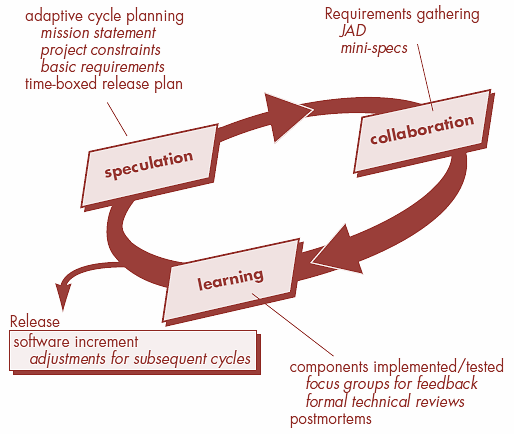 adaptive cycle planning
mission statement
project constraints
basic requirements
time-boxed release plan
Requirements gathering
JAD
mini-specs
speculation
collaboration
learning
Release
software increment
adjustments for subsequent cycles
components implemented/tested
focus groups for feedback
formal technical reviews
postmortems